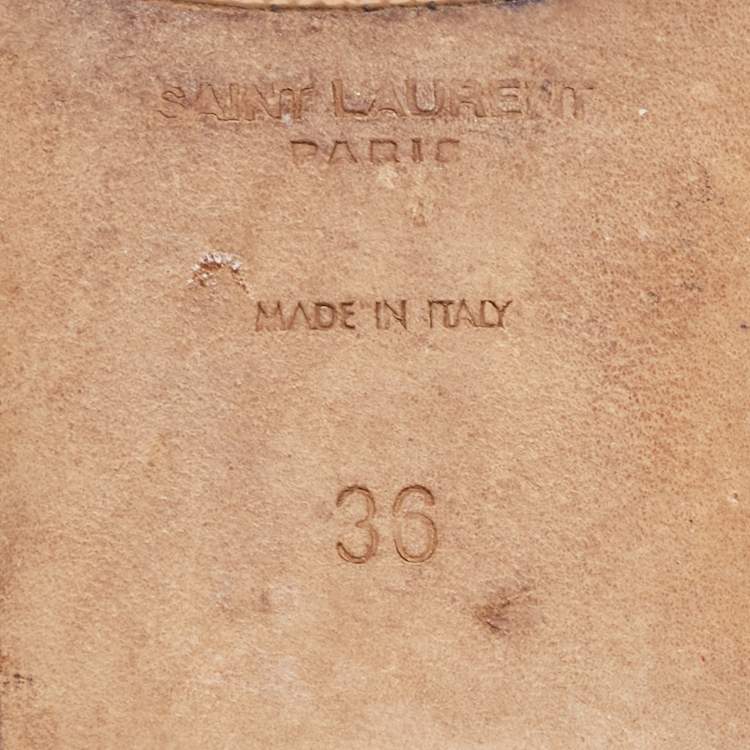 SAINT LAURENT
PARIS
MADE IN ITALY
36